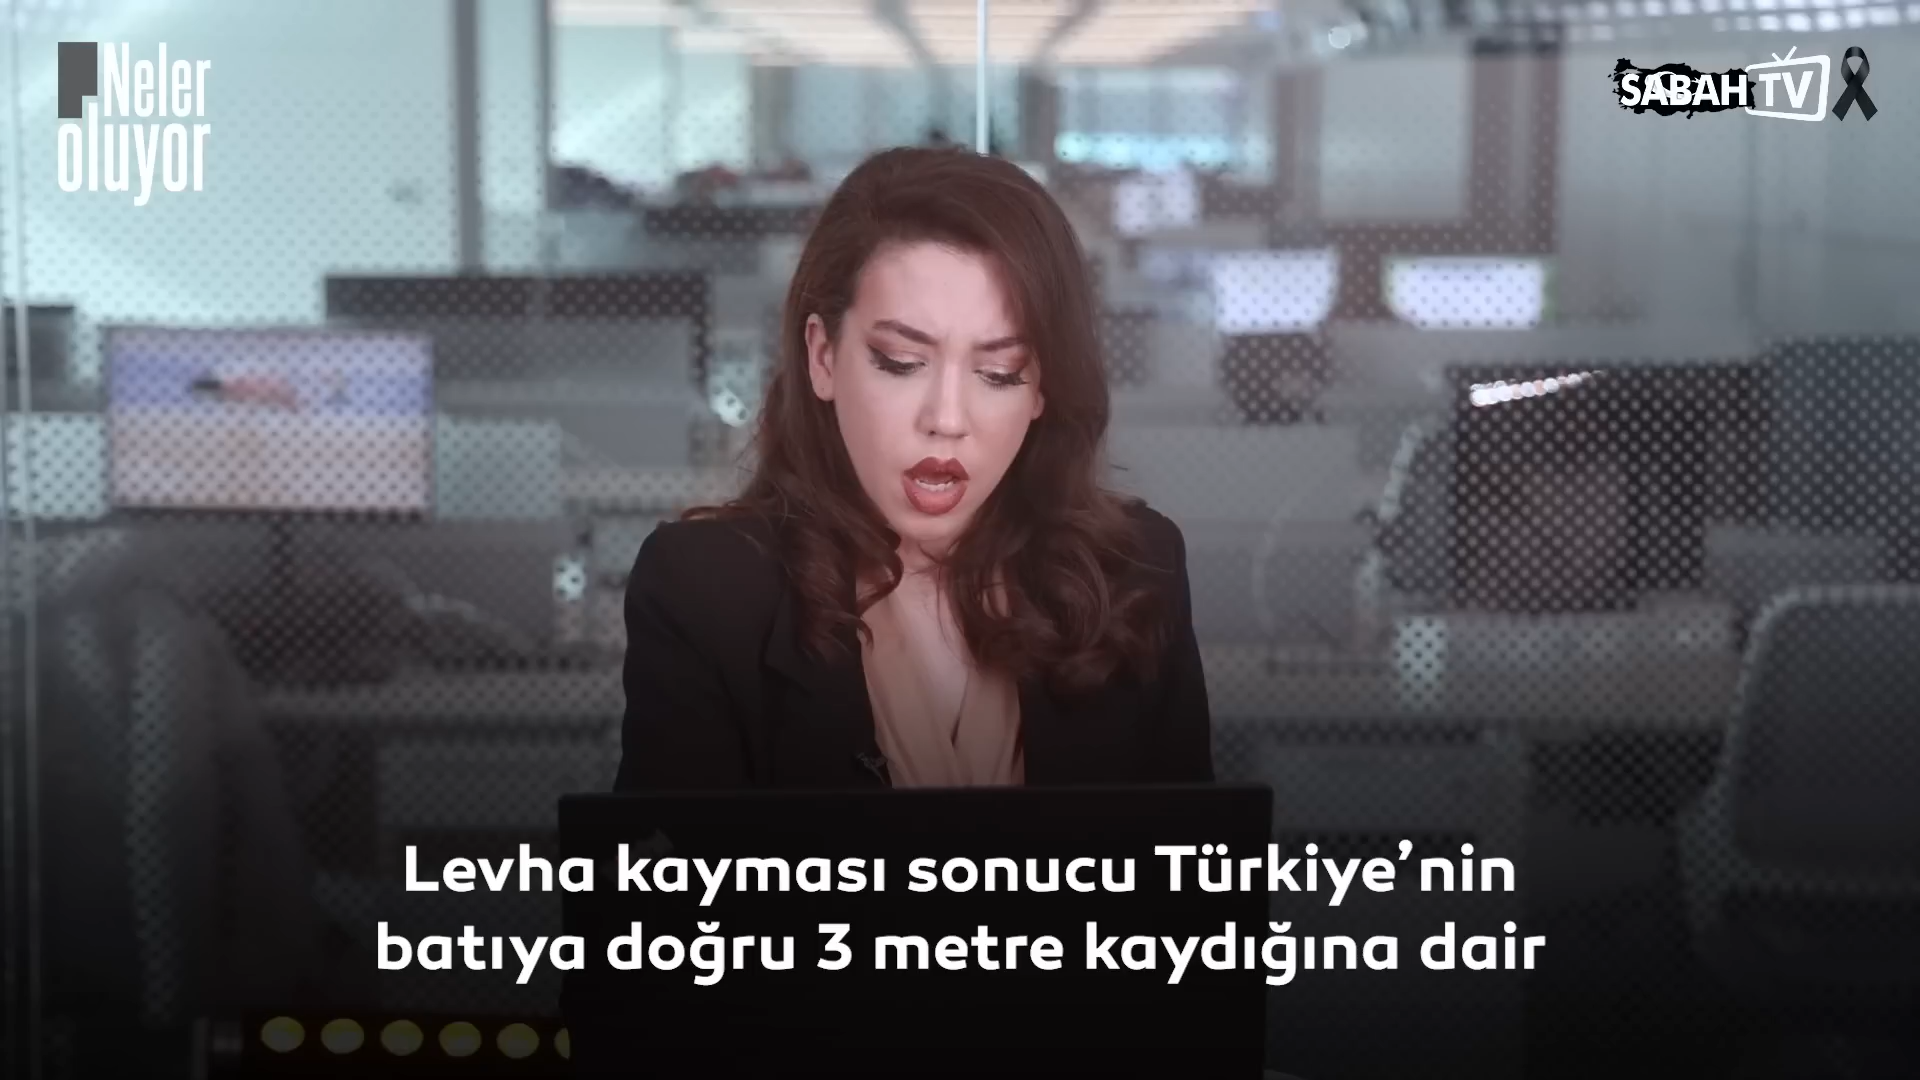 Neler
oluyor
SABAH TV
Levha kayması sonucu Türkiye’nin
batıya doğru 3 metre kaydığına dair